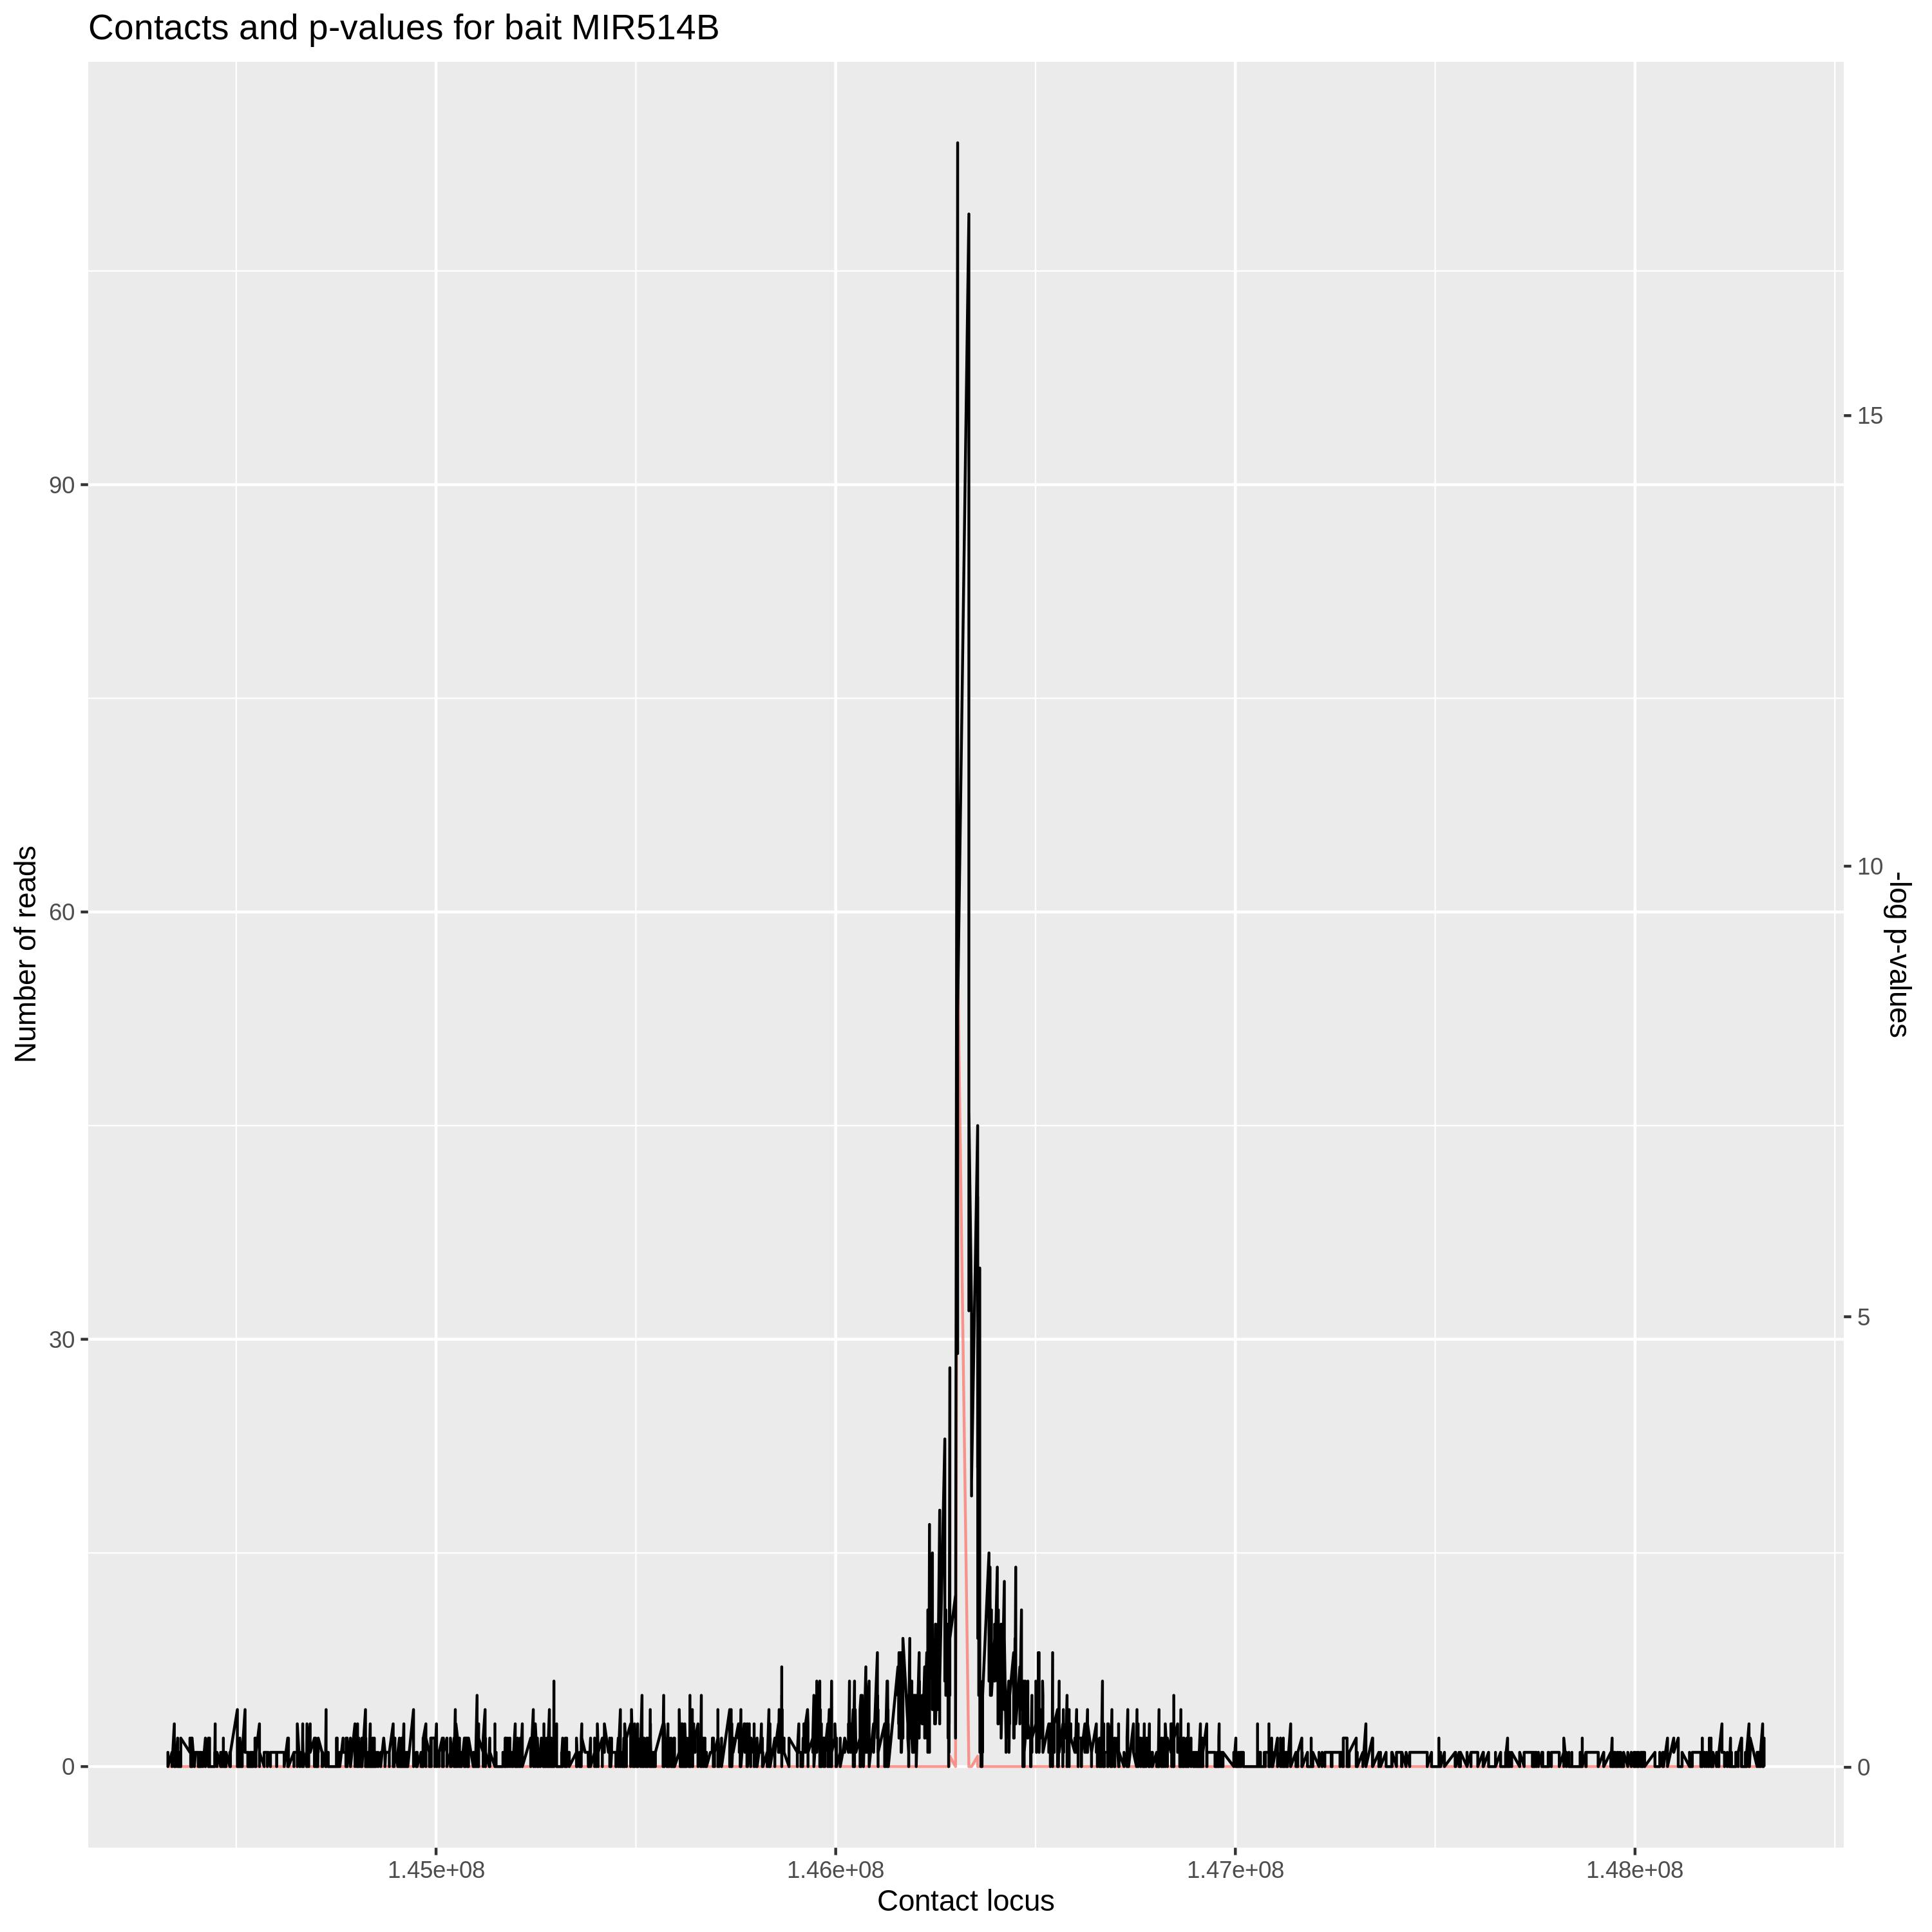 Contacts and p-values for bait MIR514B
Number of reads
90
60
30
0
15
10
5
0
-log p-values
1.45e+08
1.46e+08
1.47e+08
1.48e+08
Contact locus